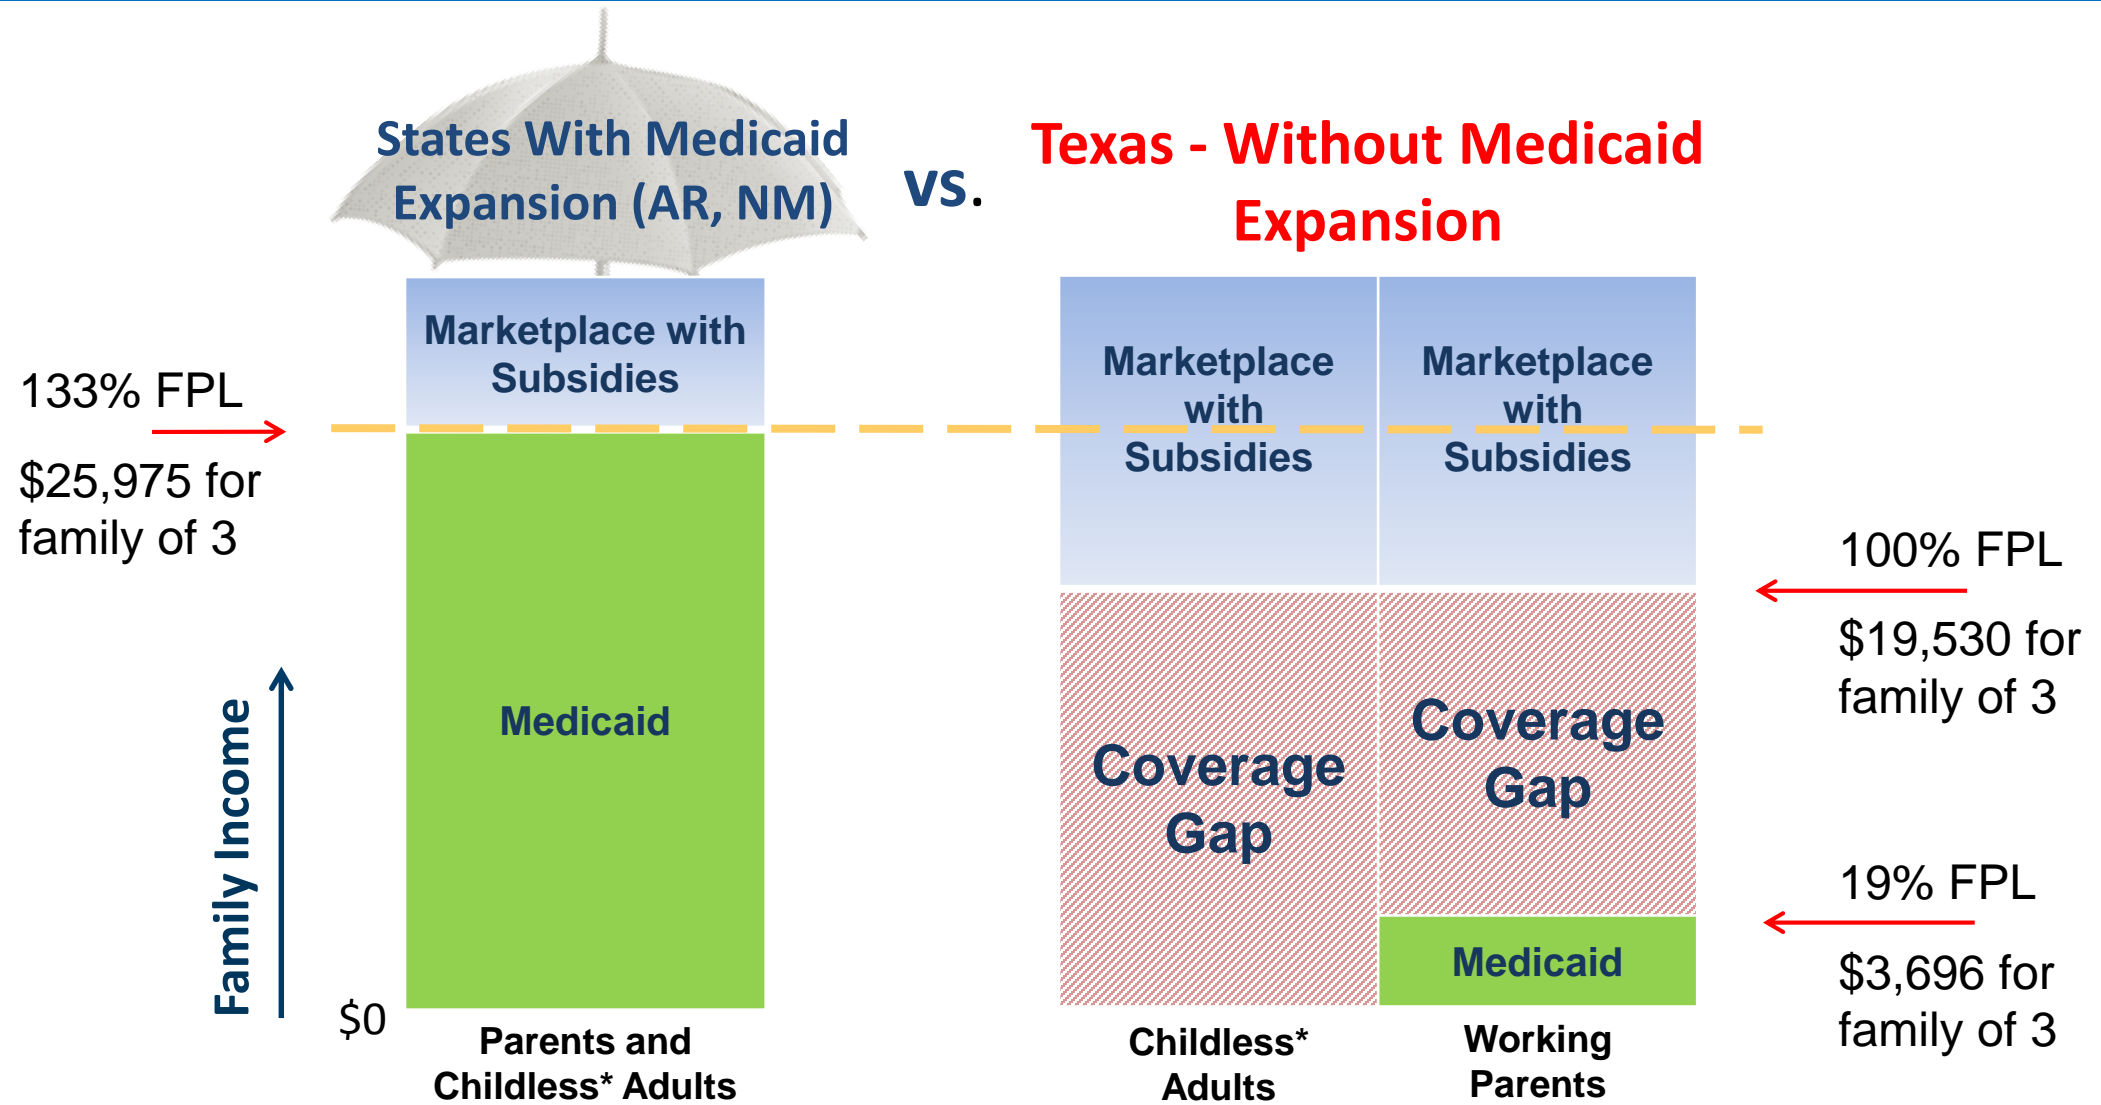 States With Medicaid
Expansion (AR, NM)
vs.
Texas - Without Medicaid
Expansion
133% FPL
$25,975 for
family of 3
Family Income
$0
Marketplace with
Subsidies
Medicaid
Parents and
Childless* Adults
Marketplace
with
Subsidies
Coverage
Gap
Childless*
Adults
Marketplace
with
Subsidies
Coverage
Gap
Medicaid
Working
Parents
100% FPL
$19,530 for
family of 3
19% FPL
$3,696 for
family of 3